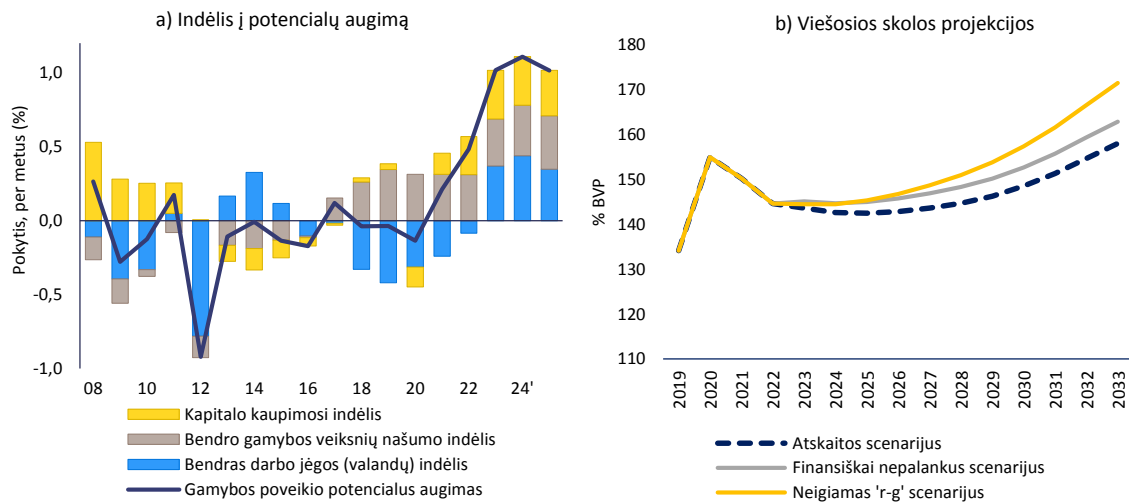 a) Indėlis į potencialų augimą
Pokytis, per metus (%)
1,0
0,5
0,0
-0,5
-1,0
08 10 12 14 16 18 20 22 24'
Kapitalo kaupimosi indėlis
Bendro gamybos veiksnių našumo indėlis
Bendras darbo jėgos (valandų) indėlis
Gamybos poveikio potencialus augimas
b) Viešosios skolos projekcijos
% BVP
180
170
160
150
140
130
120
110
2019 2020 2021 2022 2023 2024 2025 2026 2027 2028 2029 2030 2031 2032 2033
Atskaitos scenarijus
Finansiškai nepalankus scenarijus
Neigiamas 'r-g' scenarijus